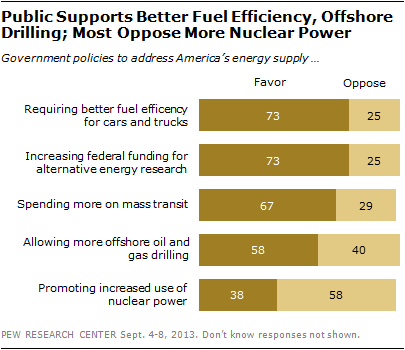 Public Supports Better Fuel Efficiency, Offshore
Drilling; Most Oppose More Nuclear Power
Government policies to address America's energy supply ...
Favor Oppose
Requiring better fuel efficency
for cars and trucks
73 25
Increasing federal funding for
alternative energy research
73 25
Spending more on mass transit
67 29
Allowing more offshore oil and
gas drilling
58 40
Promoting increased use of
nuclear power
38 58
PEW RESEARCH CENTER Sept. 4-8, 2013. Don't know responses not shown.